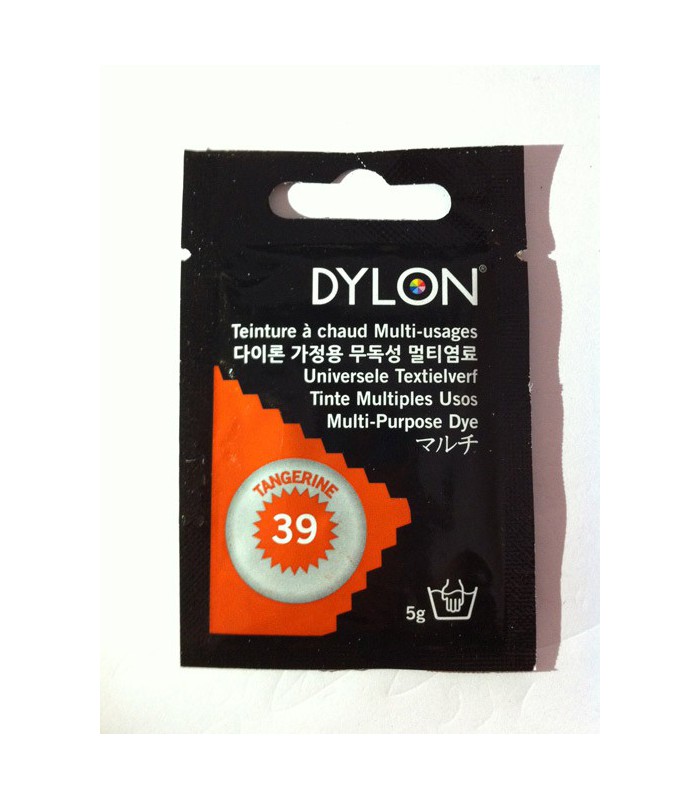 DYLON®
Teinture à chaud Multi-usages
다이론 가정용 무독성 멀티염료
Universele Textielverf
Tinte Multiples Usos
Multi-Purpose Dye
マルチ
TANGERINE
39
5g